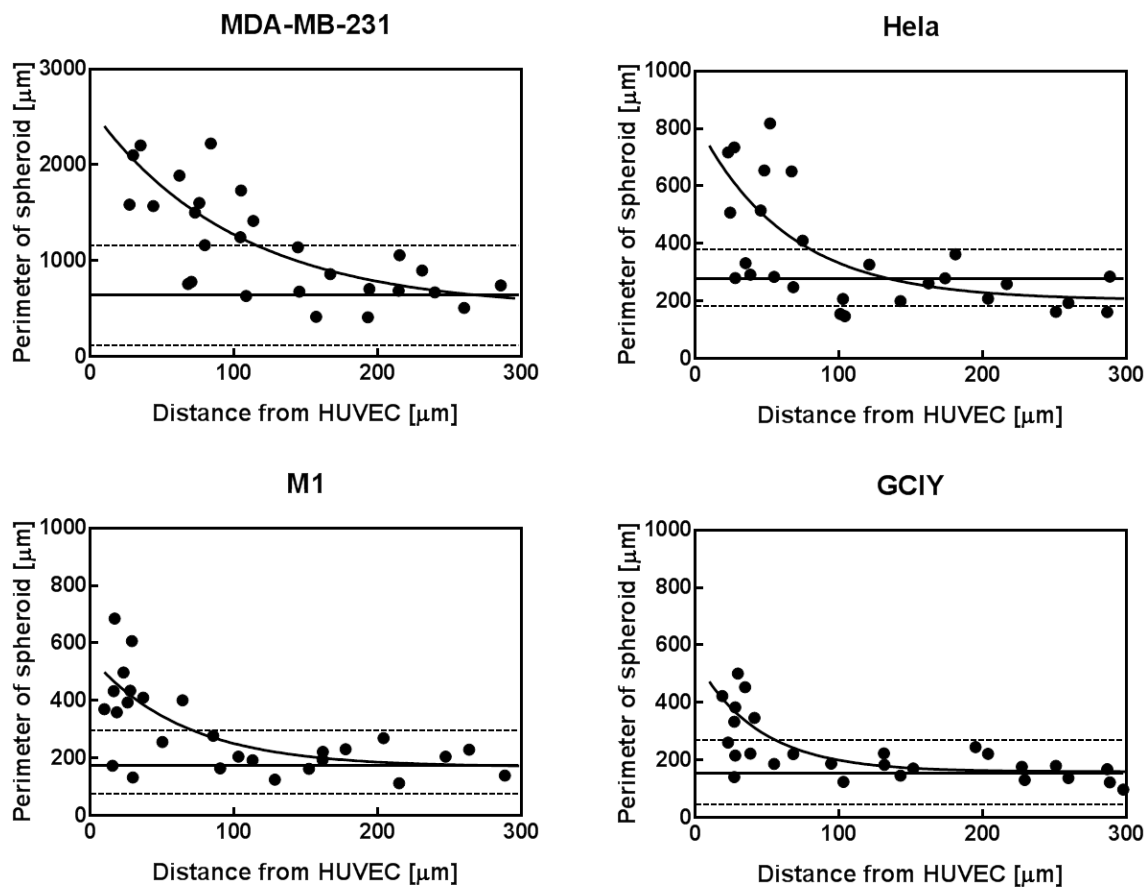 MDA-MB-231
3000
2000
1000
0
0 100 200 300
Perimeter of spheroid [μm]
Distance from HUVEC [μm]
Hela
1000
800
600
400
200
0
0 100 200 300
Perimeter of spheroid [μm]
Distance from HUVEC [μm]
M1
1000
800
600
400
200
0
0 100 200 300
Perimeter of spheroid [μm]
Distance from HUVEC [μm]
GCIY
1000
800
600
400
200
0
0 100 200 300
Perimeter of spheroid [μm]
Distance from HUVEC [μm]